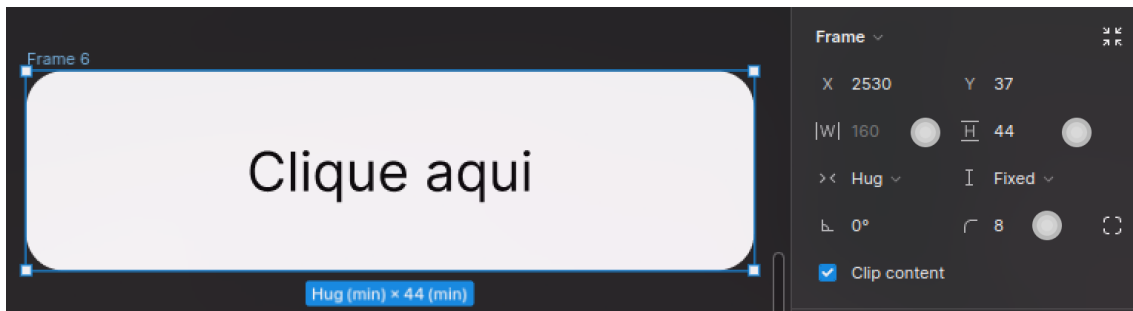 Frame 6
Clique aqui
Hug (min) × 44 (min)
Frame
X 2530 Y 37
W 160 H 44
Hug Fixed
0° 8
Clip content